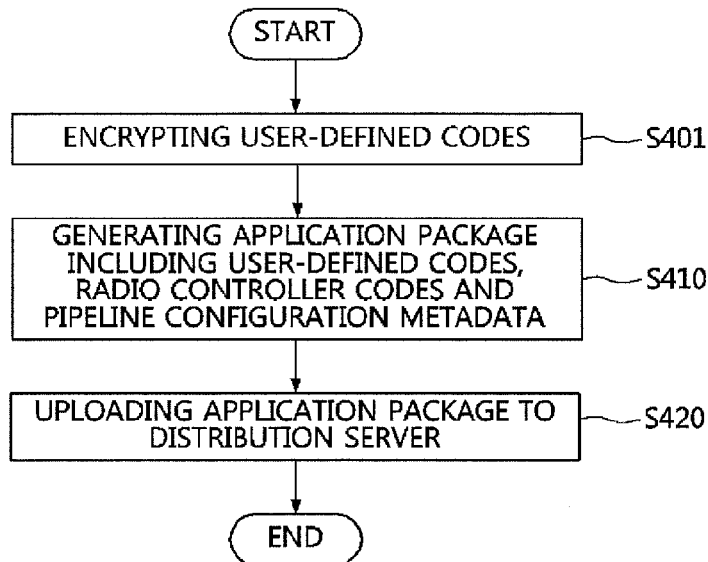 START
ENCRYPTING USER-DEFINED CODES
S401
GENERATING APPLICATION PACKAGE
INCLUDING USER-DEFINED CODES,
RADIO CONTROLLER CODES AND
PIPELINE CONFIGURATION METADATA
S410
UPLOADING APPLICATION PACKAGE TO
DISTRIBUTION SERVER
S420
END